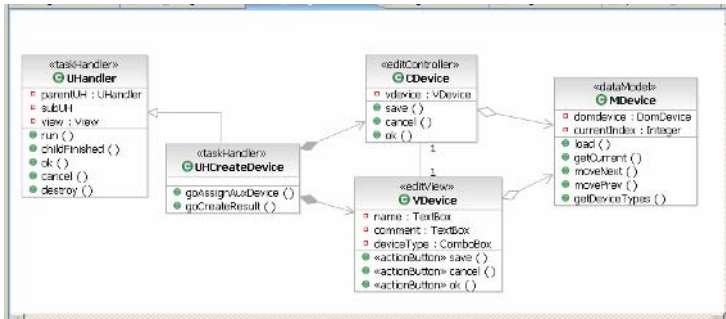 «taskHandler»
UHandler
parentUH : UHandler
subUH
view : View
run ( )
childFinished ( )
ok ( )
cancel ( )
destroy ( )
«taskHandler»
UHCreateDevice
goAssignAuxDevice ( )
goCreateResult ( )
«editController»
CDevice
vdevice : VDevice
save ( )
cancel ( )
ok ( )
1
1
«editView»
VDevice
name : TextBox
comment : TextBox
deviceType : ComboBox
«actionButton» save ( )
«actionButton» cancel ( )
«actionButton» ok ( )
«dataModel»
MDevice
domdevice : DomDevice
currentIndex : Integer
load ( )
getCurrent ( )
moveNext ( )
movePrev ( )
getDeviceTypes ( )